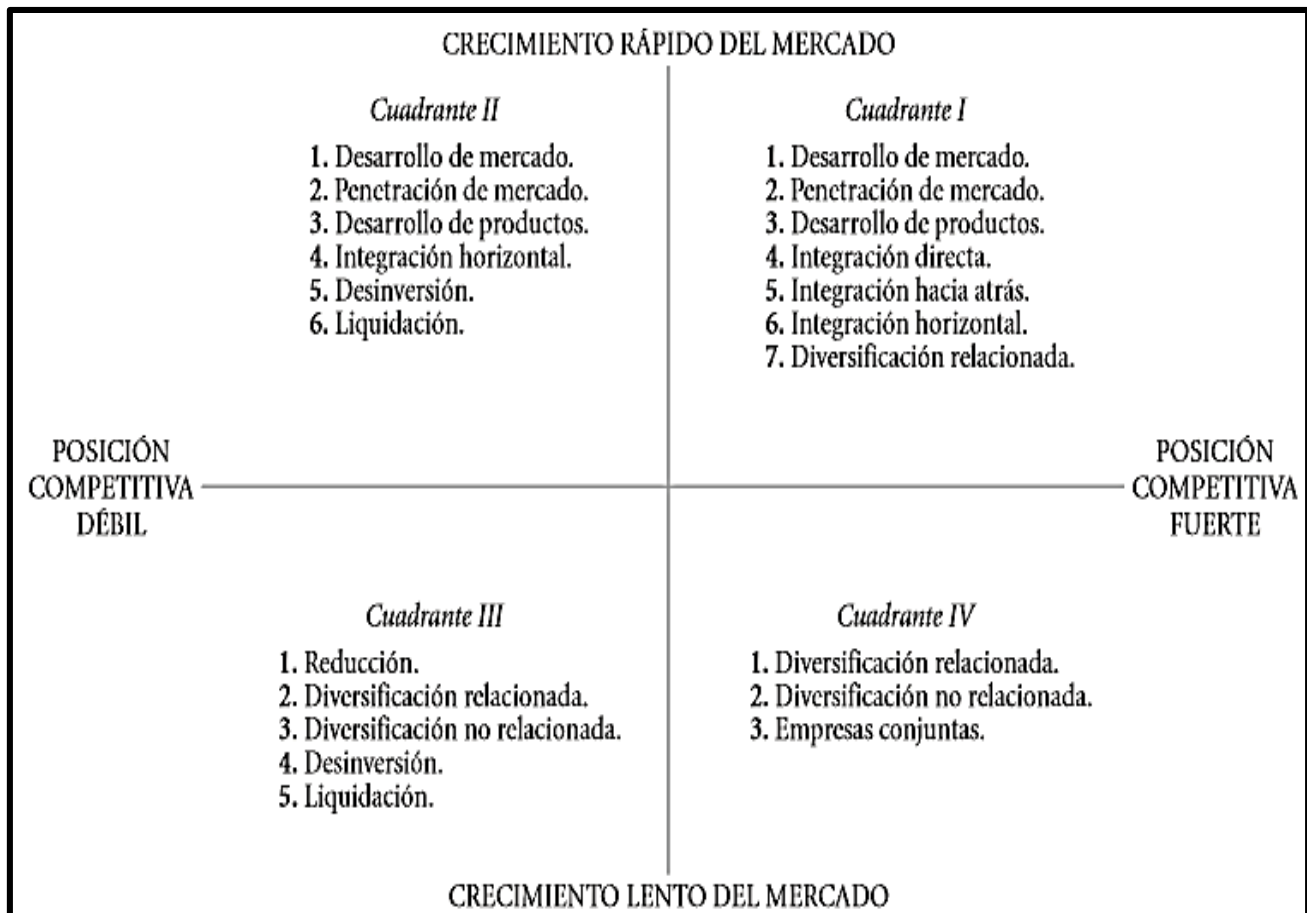 CRECIMIENTO RÁPIDO DEL MERCADO
Cuadrante II
1. Desarrollo de mercado.
2. Penetración de mercado.
3. Desarrollo de productos.
4. Integración horizontal.
5. Desinversión.
6. Liquidación.
Cuadrante I
1. Desarrollo de mercado.
2. Penetración de mercado.
3. Desarrollo de productos.
4. Integración directa.
5. Integración hacia atrás.
6. Integración horizontal.
7. Diversificación relacionada.
POSICIÓN
COMPETITIVA
DÉBIL
POSICIÓN
COMPETITIVA
FUERTE
Cuadrante III
1. Reducción.
2. Diversificación relacionada.
3. Diversificación no relacionada.
4. Desinversión.
5. Liquidación.
Cuadrante IV
1. Diversificación relacionada.
2. Diversificación no relacionada.
3. Empresas conjuntas.
CRECIMIENTO LENTO DEL MERCADO